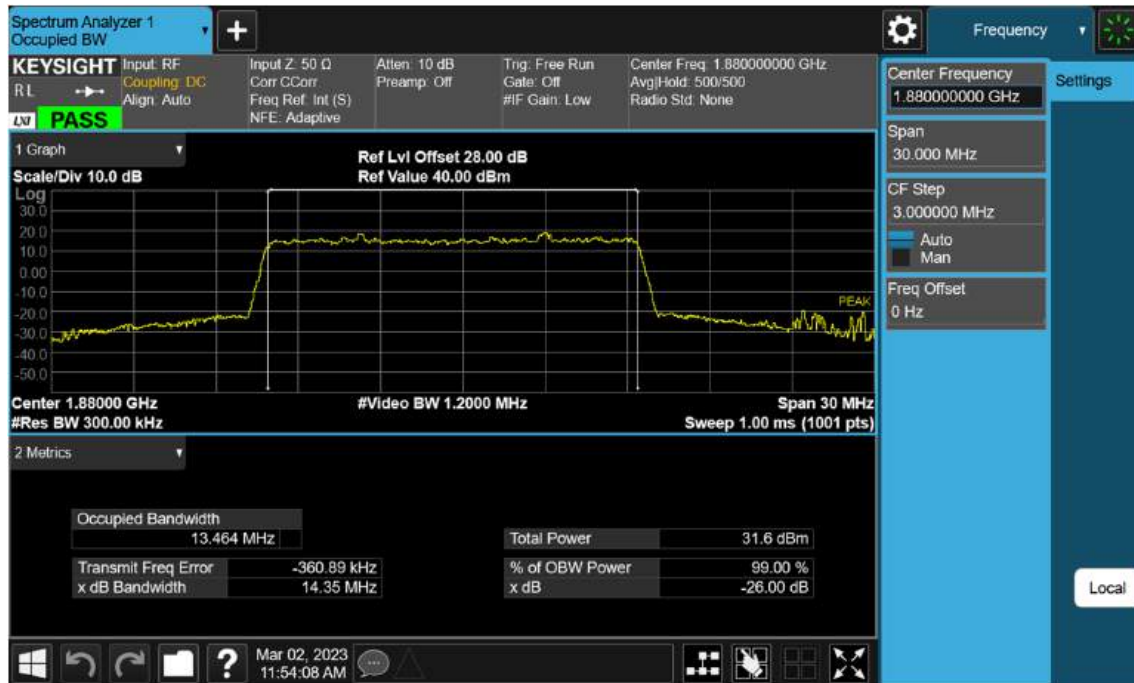 Spectrum Analyzer 1
Occupied BW
+
Frequency
KEYSIGHT
RL
LXI
PASS
Input: RF
Coupling: DC
Align: Auto
Input Z: 50 Ω
Corr CCorr
Freq Ref: Int (S)
NFE: Adaptive
Atten: 10 dB
Preamp: Off
Trig: Free Run
Gate: Off
#IF Gain: Low
Center Freq: 1.880000000 GHz
Avg|Hold: 500/500
Radio Std: None
Center Frequency
1.880000000 GHz
Settings
Span
30.000 MHz
CF Step
3.000000 MHz
Auto
Man
Freq Offset
0 Hz
Local
1 Graph
Scale/Div 10.0 dB
Ref Lvl Offset 28.00 dB
Ref Value 40.00 dBm
Log
30.0
20.0
10.0
0.00
-10.0
-20.0
-30.0
-40.0
-50.0
PEAK
Center 1.88000 GHz
#Video BW 1.2000 MHz
Span 30 MHz
#Res BW 300.00 kHz
Sweep 1.00 ms (1001 pts)
2 Metrics
Occupied Bandwidth
13.464 MHz
Total Power 31.6 dBm
Transmit Freq Error -360.89 kHz
% of OBW Power 99.00 %
x dB Bandwidth 14.35 MHz
x dB -26.00 dB
?
Mar 02, 2023
11:54:08 AM